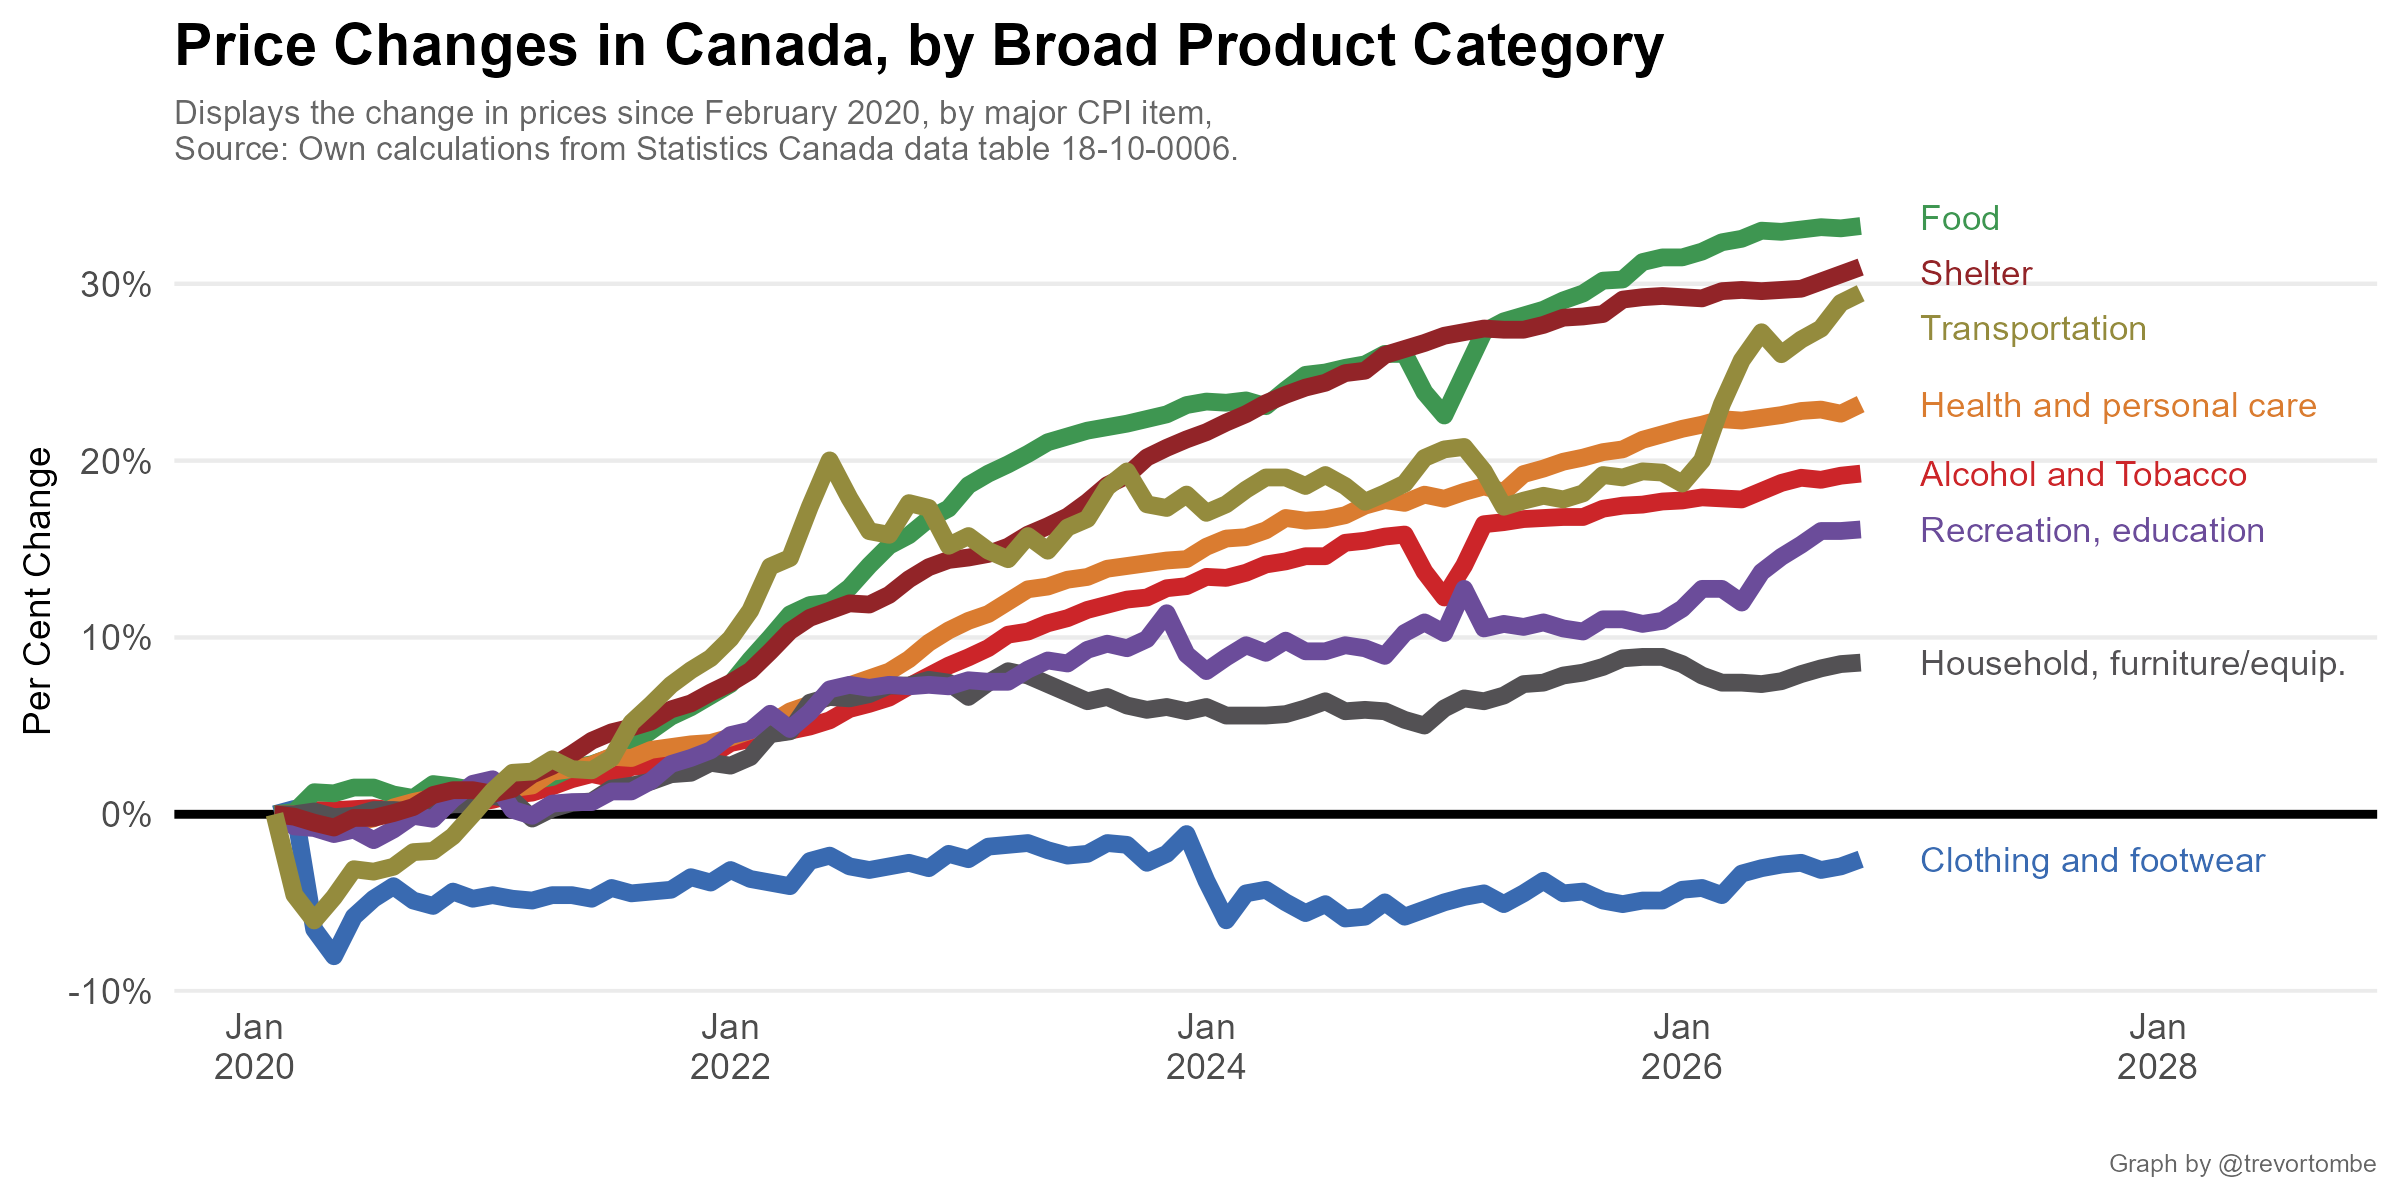 Price Changes in Canada, by Broad Product Category
Displays the change in prices since February 2020, by major CPI item,
Source: Own calculations from Statistics Canada data table 18-10-0006.
Per Cent Change
30%
20%
10%
0%
-10%
Food
Shelter
Transportation
Health and personal care
Alcohol and Tobacco
Recreation, education
Household, furniture/equip.
Clothing and footwear
Jan
2020
Jan
2022
Jan
2024
Jan
2026
Jan
2028
Graph by @trevortombe